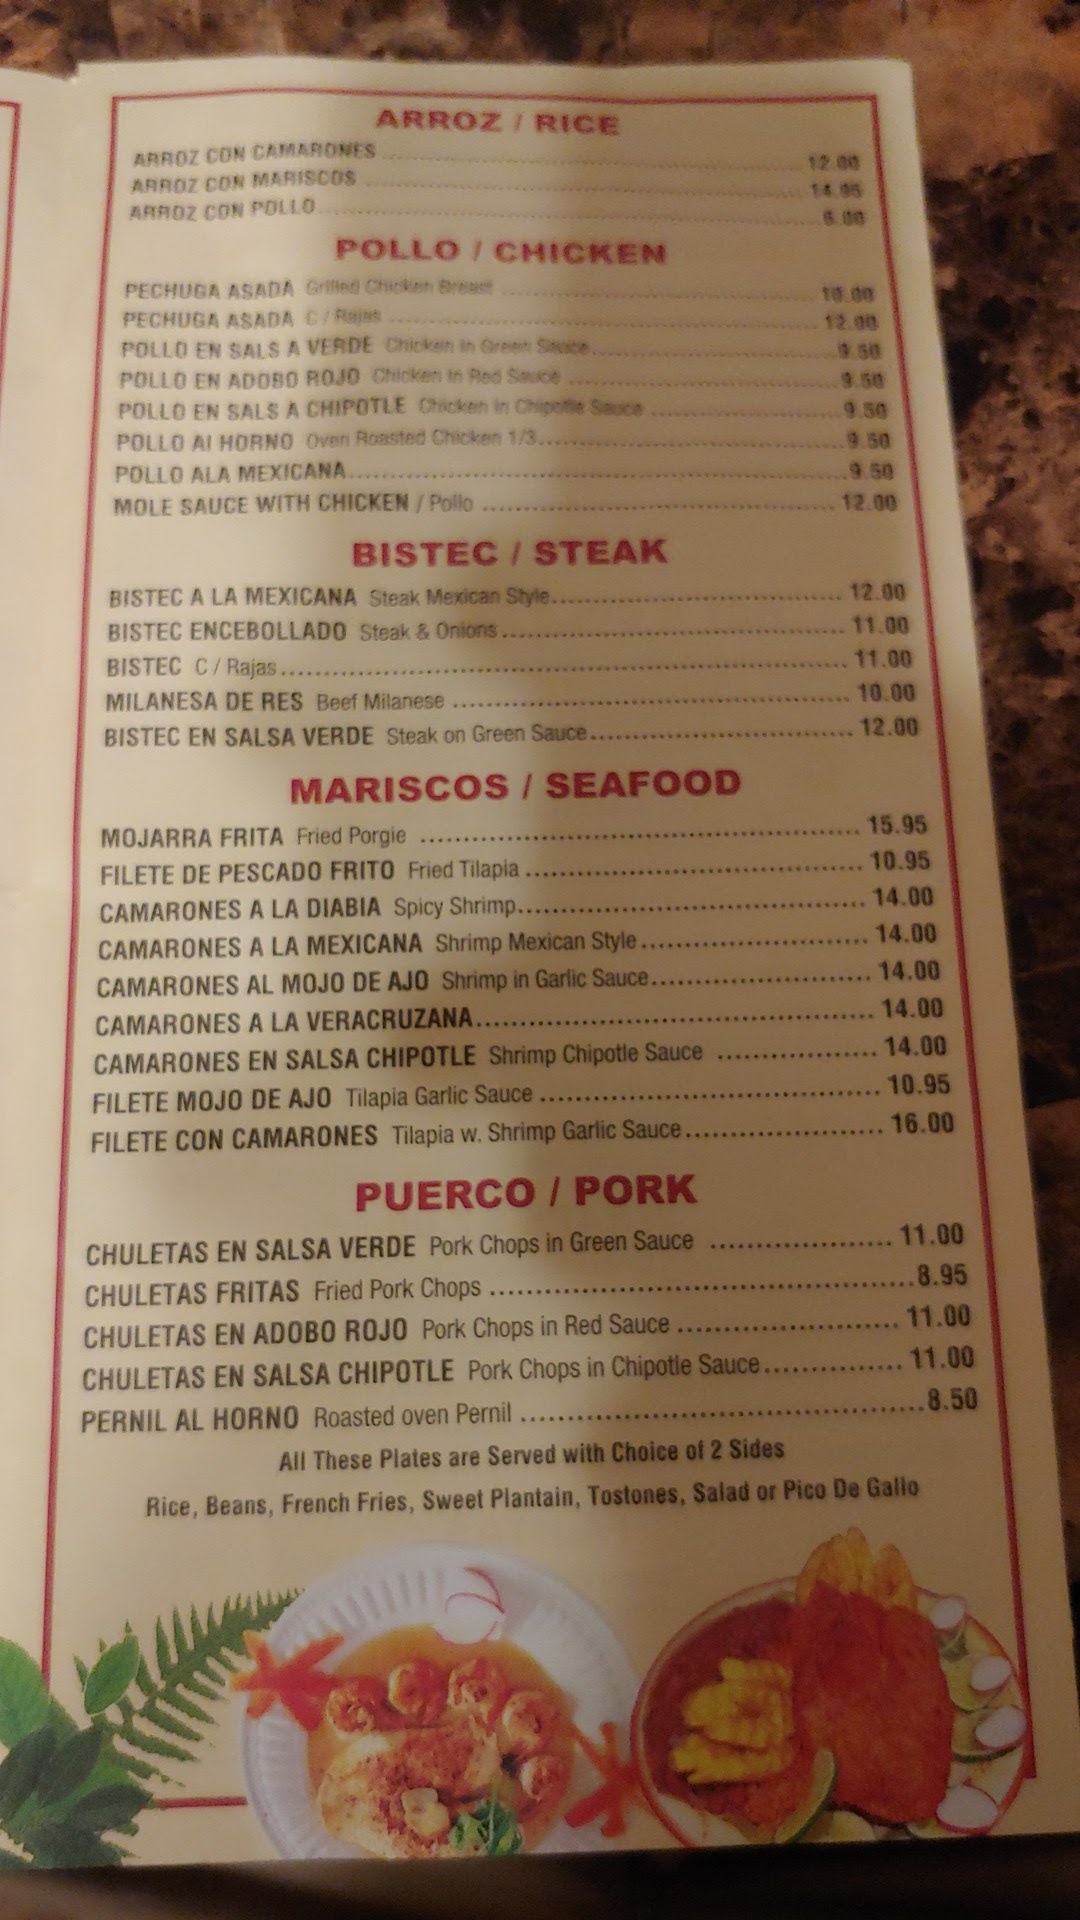 ARROZ / RICE
ARROZ CON CAMARONES ........ 12.00
ARROZ CON MARISCOS ........ 14.95
ARROZ CON POLLO ........
POLLO / CHICKEN
PECHUGA ASADA Grilled Chicken Breast ........ 10.00
PECHUGA ASADA C / Rajas ........ 12.00
POLLO EN SALS A VERDE Chicken in Green Sauce ........ 9.50
POLLO EN ADOBO ROJO Chicken In Red Sauce ........ 9.50
POLLO EN SALS A CHIPOTLE Chicken in Chipotle Sauce ........ 9.50
POLLO Al HORNO Oven Roasted Chicken 1/3 ........ 9.50
POLLO ALA MEXICANA ........ 9.50
MOLE SAUCE WITH CHICKEN / Pollo ........ 12.00
BISTEC / STEAK
BISTEC A LA MEXICANA Steak Mexican Style ........ 12.00
BISTEC ENCEBOLLADO Steak & Onions ........ 11.00
BISTEC C / Rajas ........ 11.00
MILANESA DE RES Beef Milanese ........ 10.00
BISTEC EN SALSA VERDE Steak on Green Sauce ........ 12.00
MARISCOS / SEAFOOD
MOJARRA FRITA Fried Porgie ........ 15.95
FILETE DE PESCADO FRITO Fried Tilapia ........ 10.95
CAMARONES A LA DIABIA Spicy Shrimp ........ 14.00
CAMARONES A LA MEXICANA Shrimp Mexican Style ........ 14.00
CAMARONES AL MOJO DE AJO Shrimp in Garlic Sauce ........ 14.00
CAMARONES A LA VERACRUZANA ........ 14.00
CAMARONES EN SALSA CHIPOTLE Shrimp Chipotle Sauce ........ 14.00
FILETE MOJO DE AJO Tilapia Garlic Sauce ........ 10.95
FILETE CON CAMARONES Tilapia w. Shrimp Garlic Sauce ........ 16.00
PUERCO / PORK
CHULETAS EN SALSA VERDE Pork Chops in Green Sauce ........ 11.00
CHULETAS FRITAS Fried Pork Chops ........ 8.95
CHULETAS EN ADOBO ROJO Pork Chops in Red Sauce ........ 11.00
CHULETAS EN SALSA CHIPOTLE Pork Chops in Chipotle Sauce ........ 11.00
PERNIL AL HORNO Roasted oven Pernil ........ 8.50
All These Plates are Served with Choice of 2 Sides
Rice, Beans, French Fries, Sweet Plantain, Tostones, Salad or Pico De Gallo